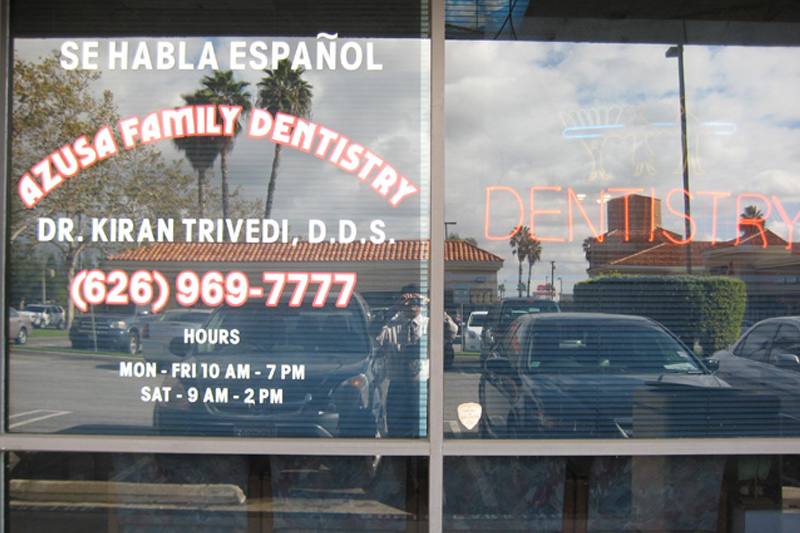 SE HABLA ESPAÑOL
AZUSA FAMILY DENTISTRY
DR. KIRAN TRIVEDI, D.D.S.
(626) 969-7777
HOURS
MON - FRI 10 AM - 7 PM
SAT - 9 AM - 2 PM
DENTISTRY